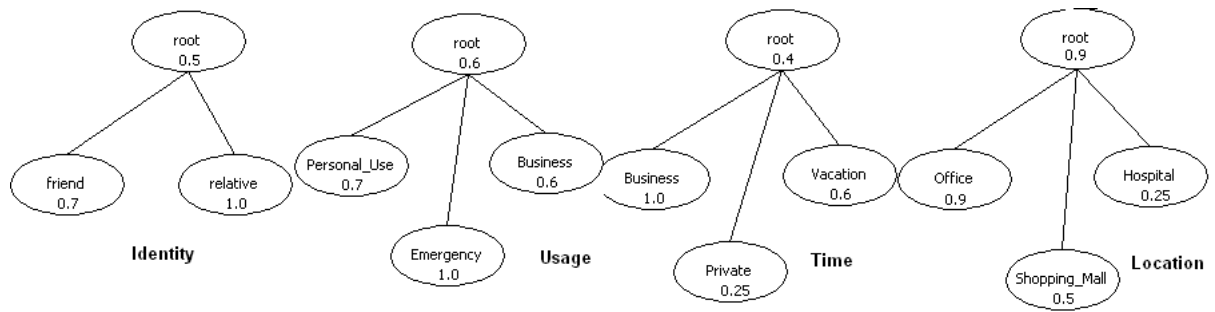 root
0.5
friend
0.7
relative
1.0
Identity
root
0.6
Personal_Use
0.7
Business
0.6
Emergency
1.0
Usage
root
0.4
Business
1.0
Vacation
0.6
Private
0.25
Time
root
0.9
Office
0.9
Hospital
0.25
Shopping_Mall
0.5
Location